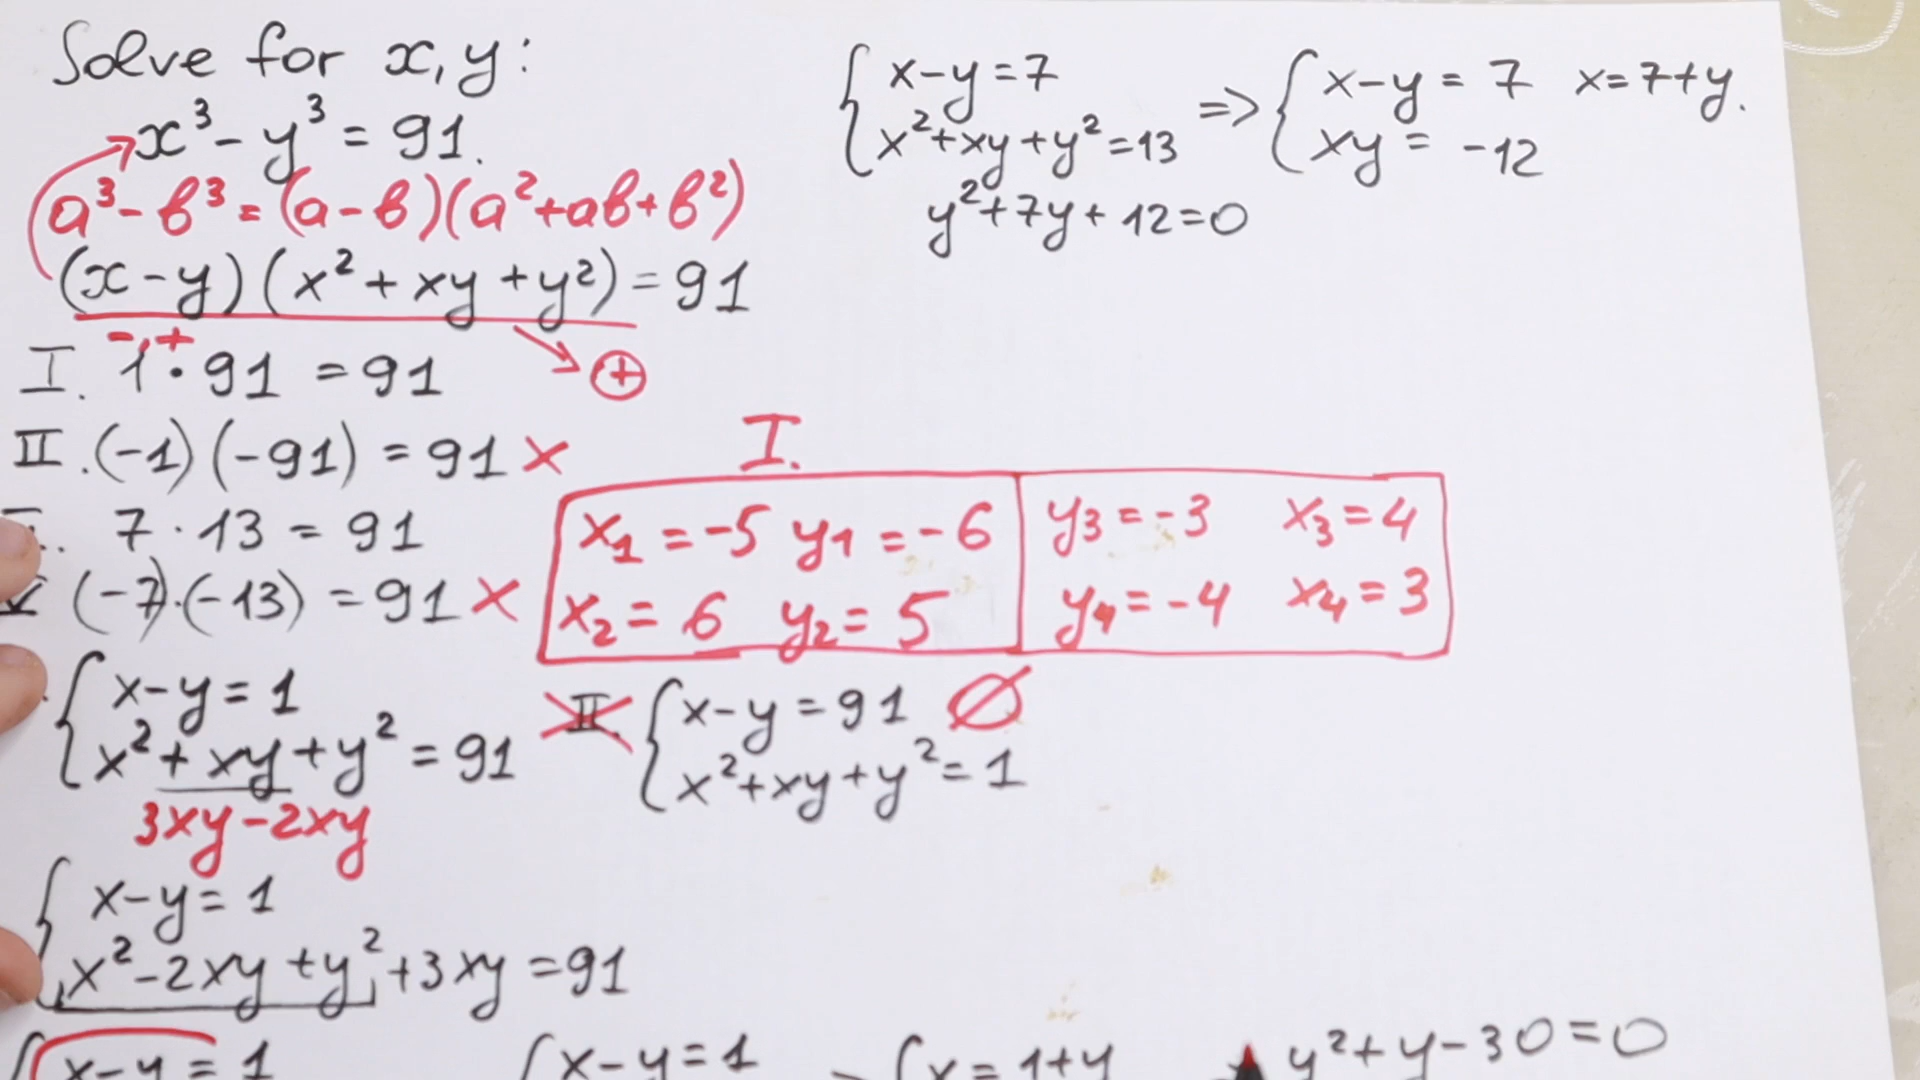 Solve for x, y:
x³ - y³ = 91.
a³ - b³ = (a - b)(a² + ab + b²)
(x - y)(x² + xy + y²) = 91
-, +
I. 1 · 91 = 91
⊕
II. (-1)(-91) = 91 ×
7 · 13 = 91
(-7)·(-13) = 91 ×
{ x - y = 1
x² + xy + y² = 91
3xy - 2xy
{ x - y = 1
x² - 2xy + y² + 3xy = 91
{ x - y = 1
{ x - y = 1
{ x = 1 + y
y² + y - 30 = 0
{ x - y = 7
x² + xy + y² = 13
=> { x - y = 7 x = 7 + y.
xy = -12
y² + 7y + 12 = 0
I.
x₁ = -5 y₁ = -6
x₂ = 6 y₂ = 5
y₃ = -3 x₃ = 4
y₄ = -4 x₄ = 3
II. { x - y = 91 ∅
x² + xy + y² = 1